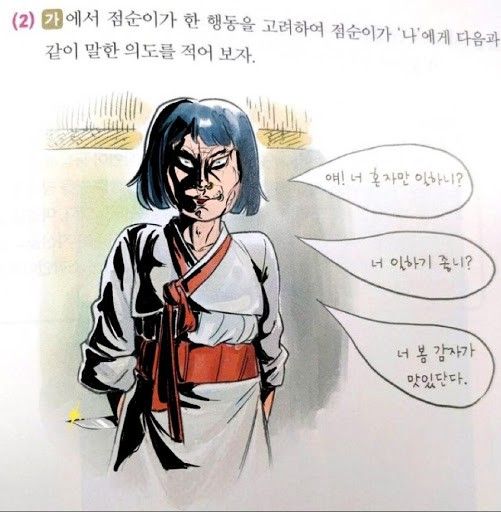 (2) 가에서 점순이가 한 행동을 고려하여 점순이가 '나'에게 다음과
같이 말한 의도를 적어 보자.
얘! 너 혼자만 일하니?
너 일하기 좋니?
너 봄 감자가
맛있단다.